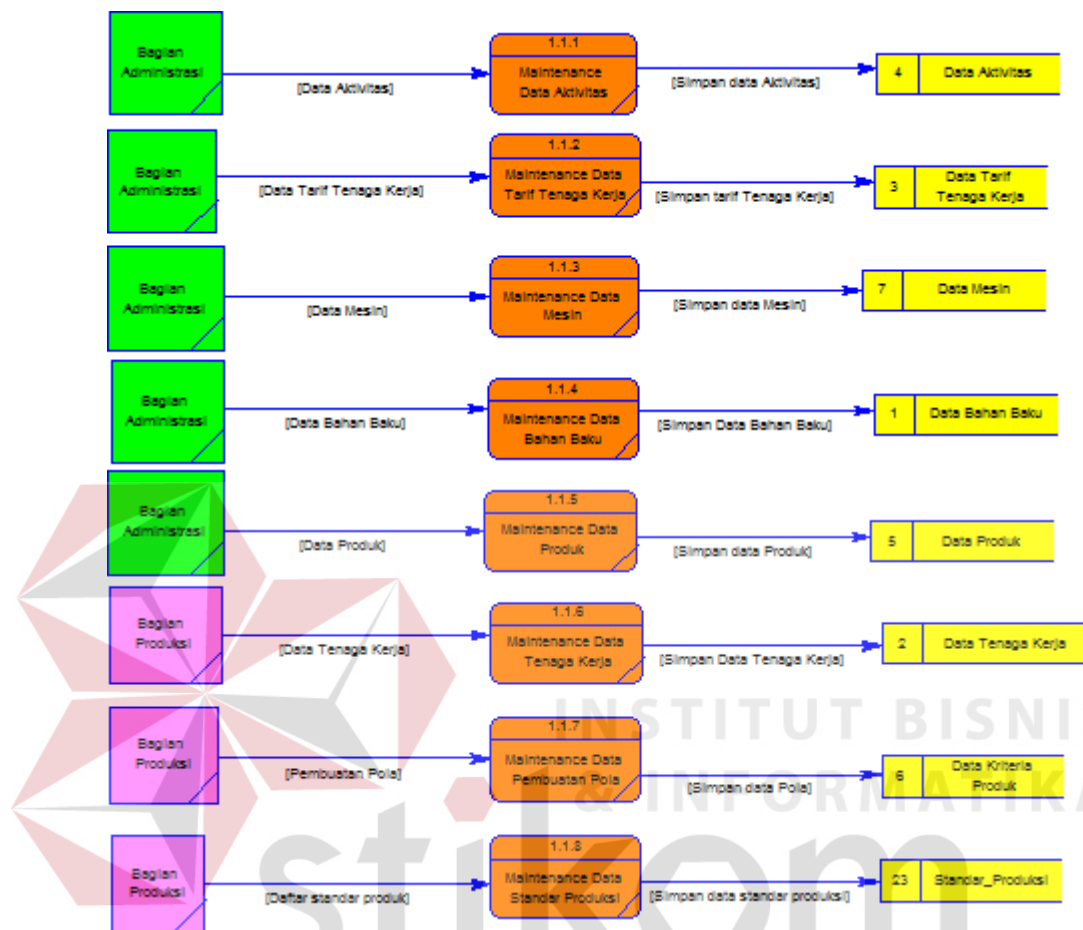 Bagian
Administrasi
[Data Aktivitas]
1.1.1
Maintenance
Data Aktivitas
[Simpan data Aktivitas]
4
Data Aktivitas
Bagian
Administrasi
[Data Tarif Tenaga Kerja]
1.1.2
Maintenance Data
Tarif Tenaga Kerja
[Simpan tarif Tenaga Kerja]
3
Data Tarif
Tenaga Kerja
Bagian
Administrasi
[Data Mesin]
1.1.3
Maintenance Data
Mesin
[Simpan data Mesin]
7
Data Mesin
Bagian
Administrasi
[Data Bahan Baku]
1.1.4
Maintenance Data
Bahan Baku
[Simpan Data Bahan Baku]
1
Data Bahan Baku
Bagian
Administrasi
[Data Produk]
1.1.5
Maintenance Data
Produk
[Simpan data Produk]
5
Data Produk
Bagian
Produksi
[Data Tenaga Kerja]
1.1.6
Maintenance Data
Tenaga Kerja
[Simpan Data Tenaga Kerja]
2
Data Tenaga Kerja
INSTITUT BISNI
Bagian
Produksi
[Pembuatan Pola]
1.1.7
Maintenance Data
Pembuatan Pola
[Simpan data Pola]
6
Data Kriteria
Produk
& INFORMATIKA
stikom
Bagian
Produksi
[Daftar standar produk]
1.1.8
Maintenance Data
Standar Produksi
[Simpan data standar produksi]
23
Standar_Produksi